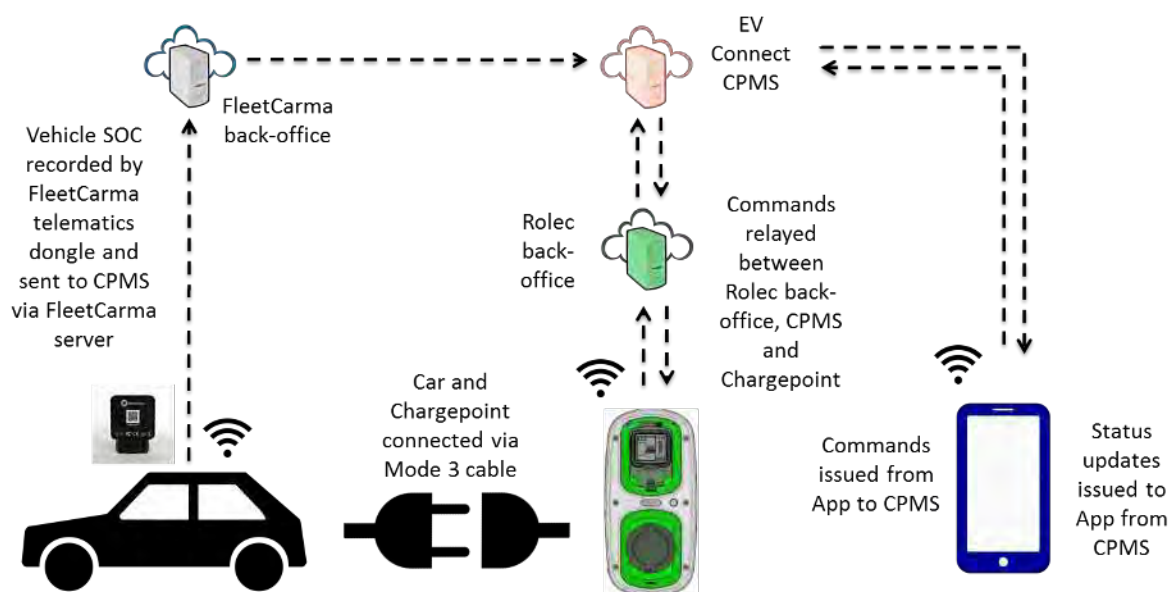 EV
Connect
CPMS
FleetCarma
back-office
Vehicle SOC
recorded by
FleetCarma
telematics
dongle and
sent to CPMS
via FleetCarma
server
Rolec
back-
office
Commands
relayed
between
Rolec back-
office, CPMS
and
Chargepoint
Car and
Chargepoint
connected via
Mode 3 cable
Commands
issued from
App to CPMS
Status
updates
issued to
App from
CPMS